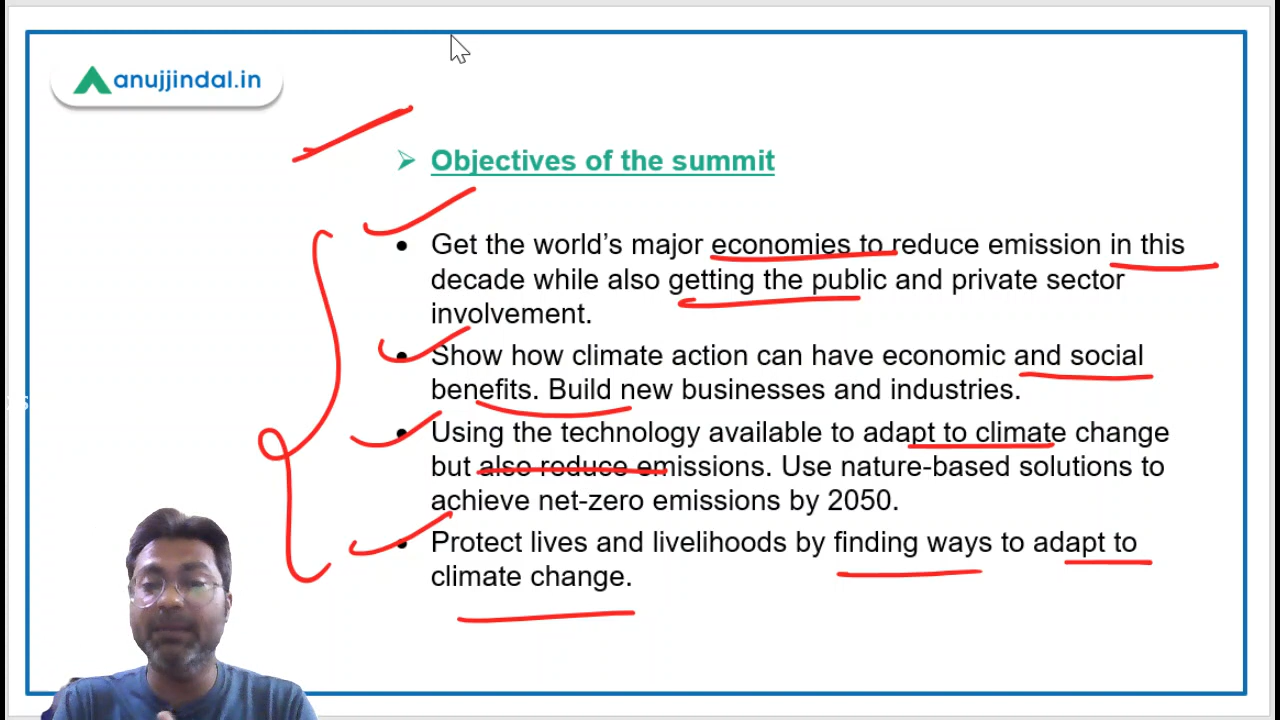 anujjindal.in
➢ Objectives of the summit
• Get the world’s major economies to reduce emission in this
decade while also getting the public and private sector
involvement.
• Show how climate action can have economic and social
benefits. Build new businesses and industries.
• Using the technology available to adapt to climate change
but also reduce emissions. Use nature-based solutions to
achieve net-zero emissions by 2050.
• Protect lives and livelihoods by finding ways to adapt to
climate change.